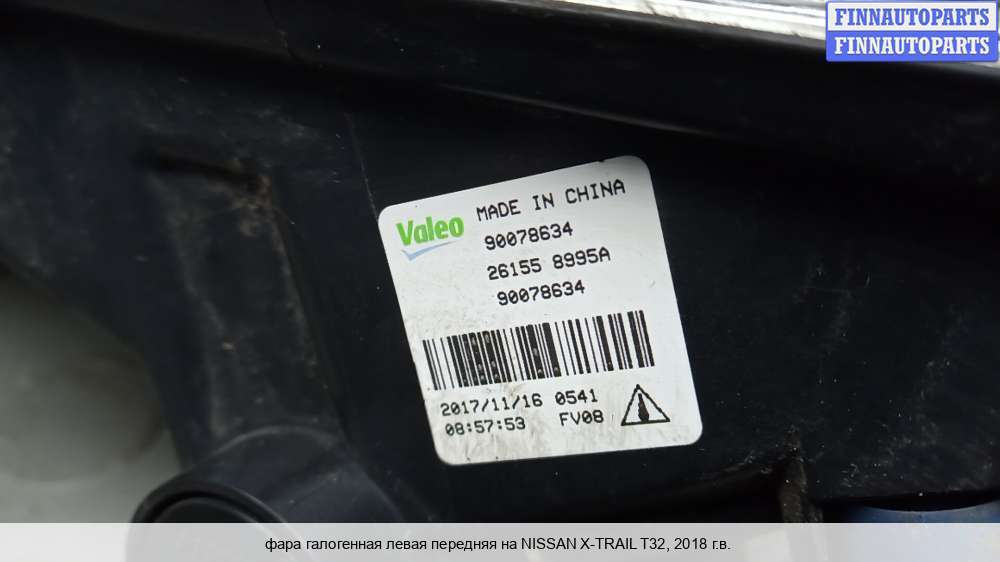 FINNAUTOPARTS
FINNAUTOPARTS
Valeo MADE IN CHINA
90078634
26155 8995A
90078634
2017/11/16 0541
08:57:53 FV08
фара галогенная левая передняя на NISSAN X-TRAIL T32, 2018 г.в.